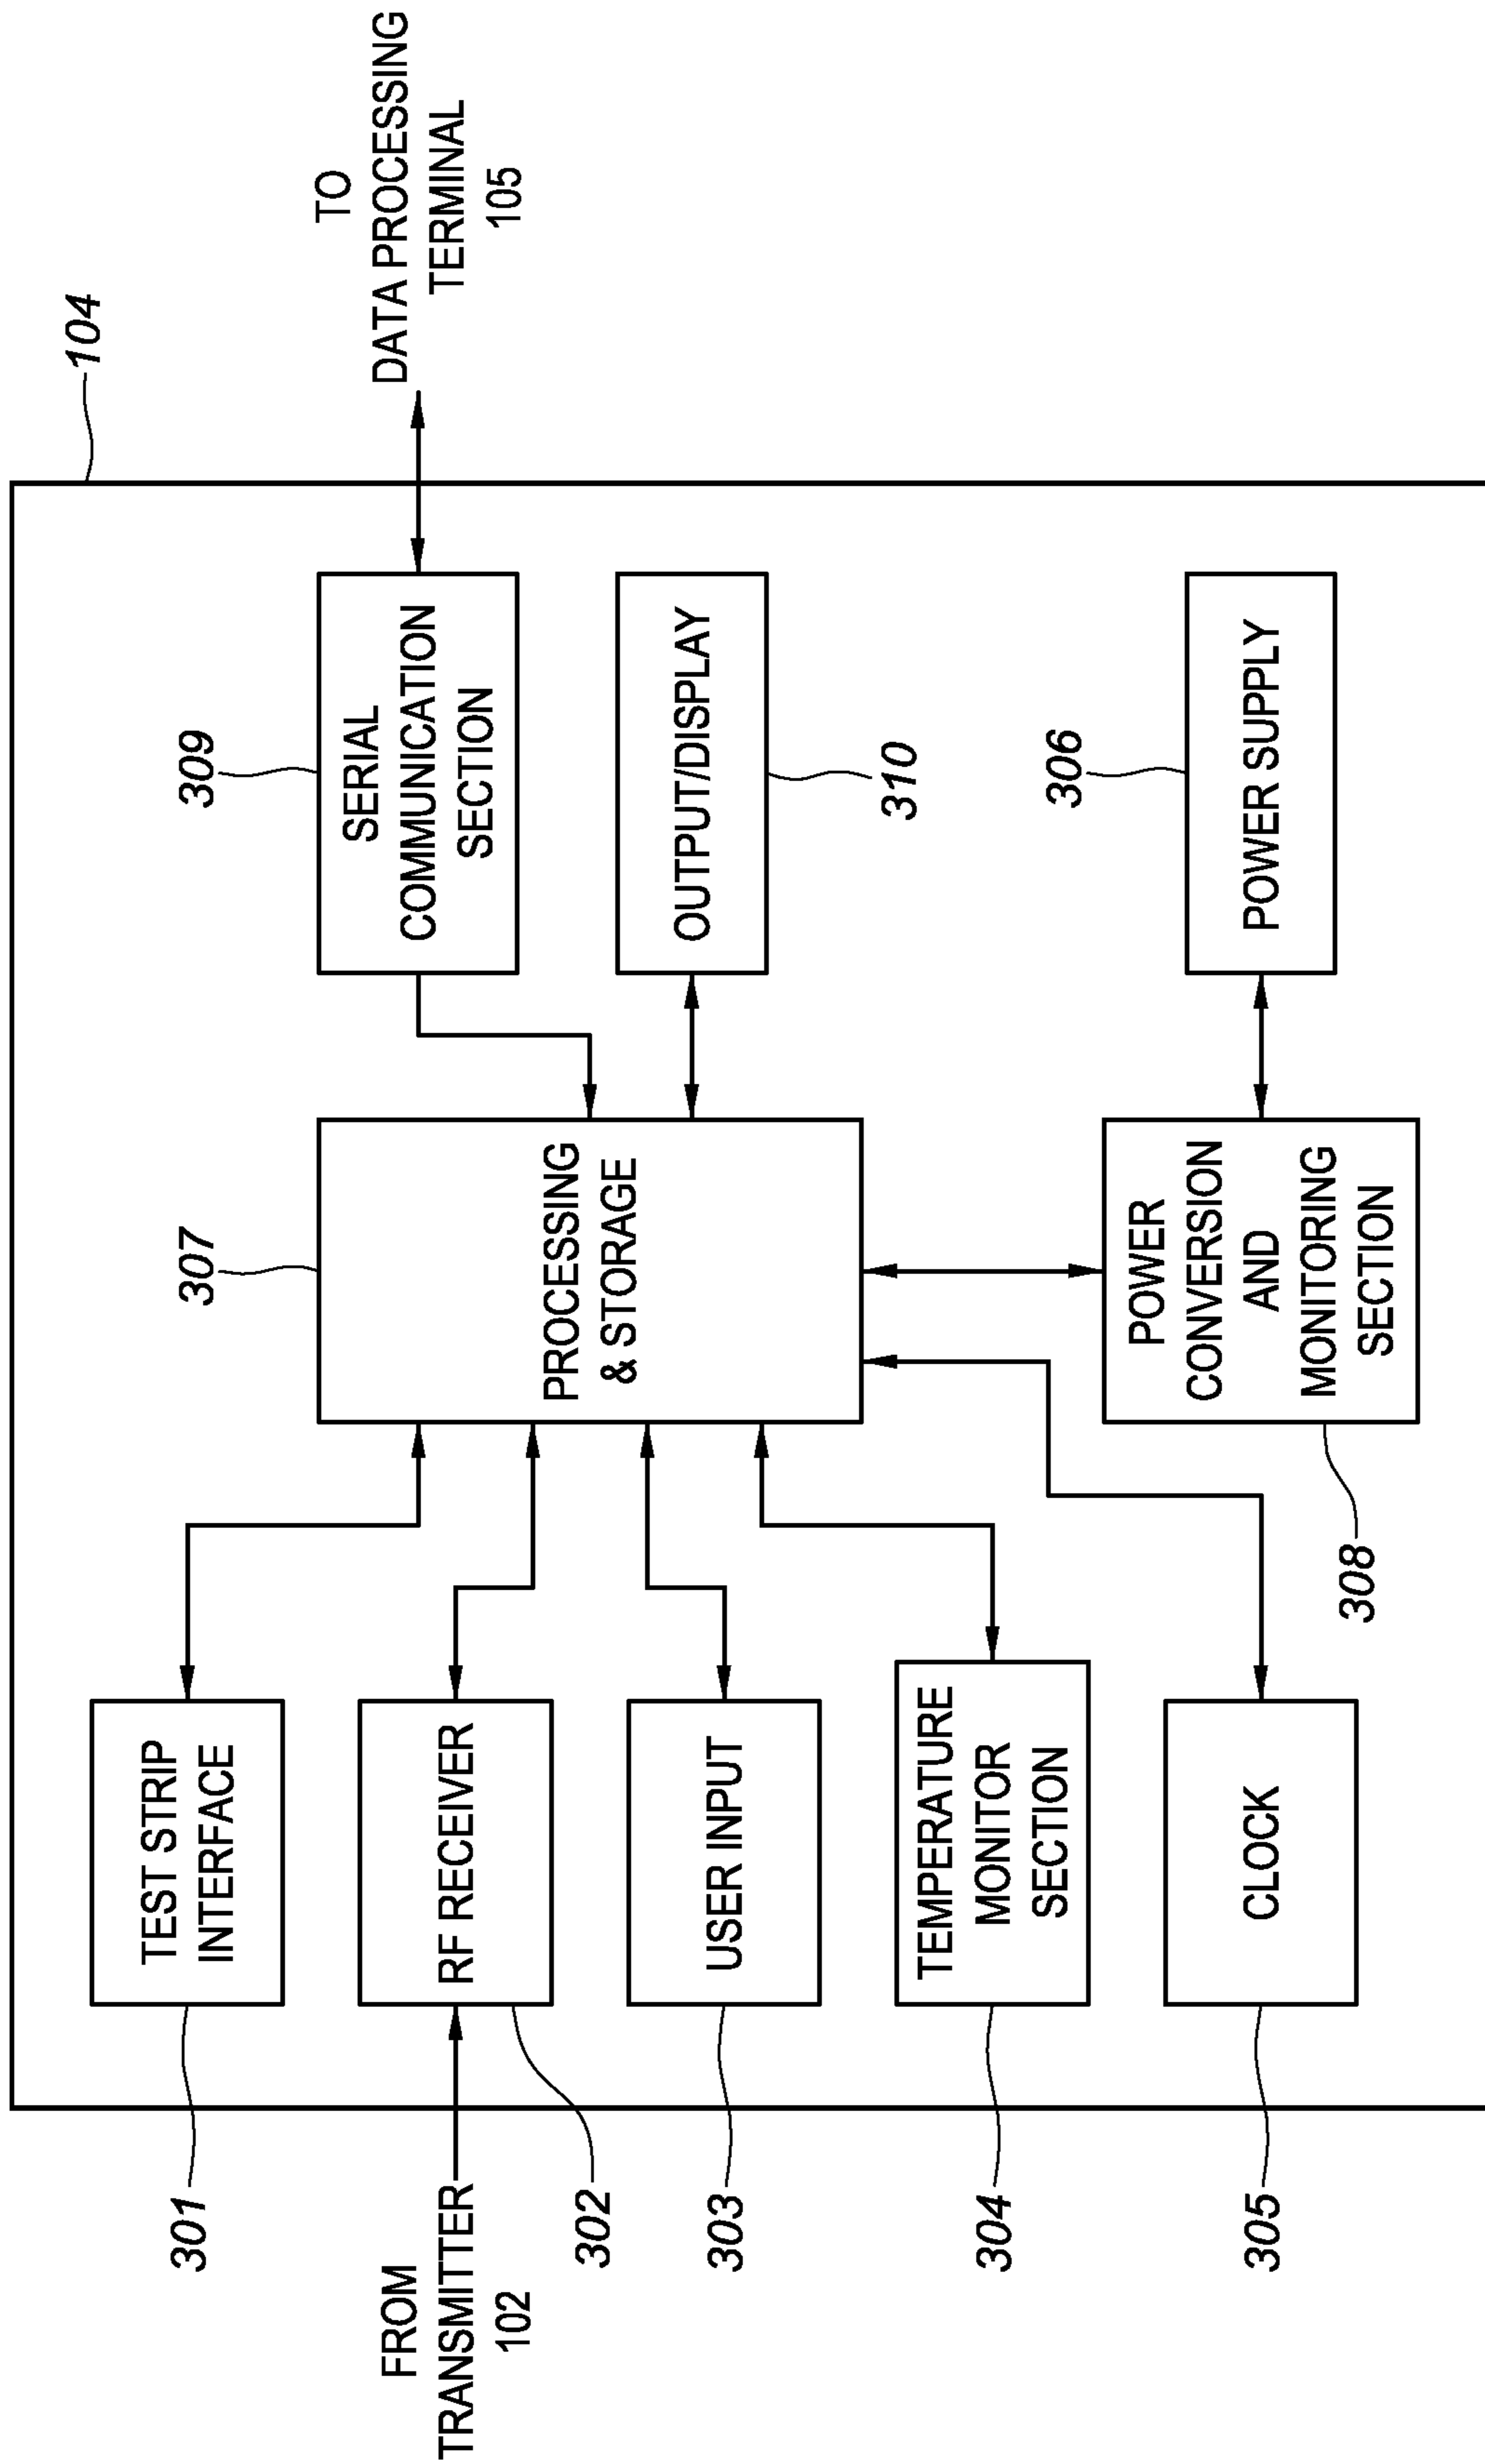 104
301
TEST STRIP
INTERFACE
307
309
SERIAL
COMMUNICATION
SECTION
TO
DATA PROCESSING
TERMINAL
105
FROM
TRANSMITTER
102
RF RECEIVER
302
PROCESSING
& STORAGE
OUTPUT/DISPLAY
310
USER INPUT
303
TEMPERATURE
MONITOR
SECTION
304
CLOCK
305
POWER
CONVERSION
AND
MONITORING
SECTION
308
306
POWER SUPPLY